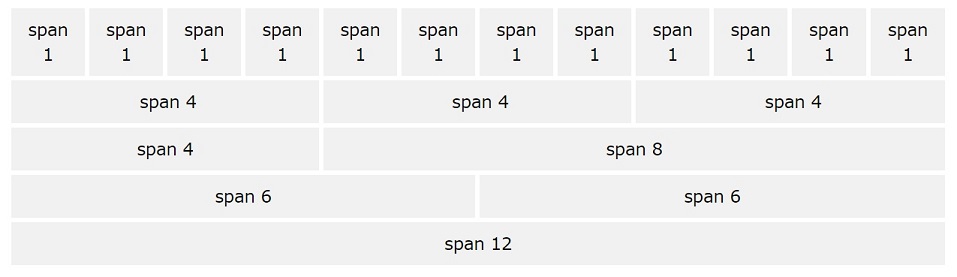 span span span span span span span span span span span span
1 1 1 1 1 1 1 1 1 1 1 1
span 4 span 4 span 4
span 4 span 8
span 6 span 6
span 12